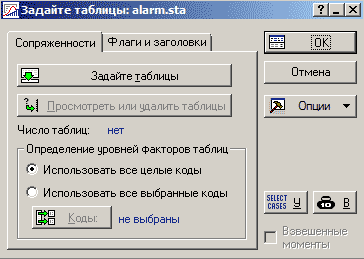 Задайте таблицы: alarm.sta
Сопряженности
Флаги и заголовки
OK
Задайте таблицы
Отмена
Просмотреть или удалить таблицы
Опции
Число таблиц: нет
Определение уровней факторов таблиц
Использовать все целые коды
Использовать все выбранные коды
SELECT CASES У
10 В
Коды: не выбраны
Взвешенные моменты